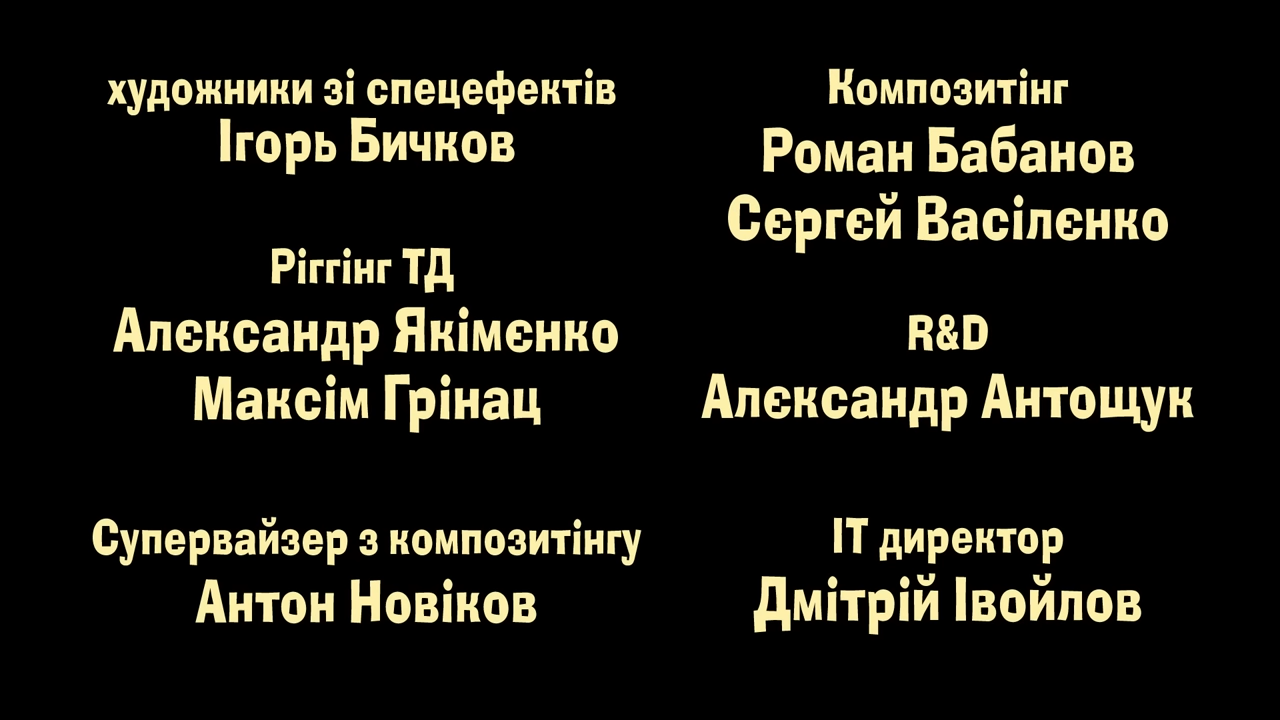 художники зі спецефектів
Ігорь Бичков
Ріггінг ТД
Алєксандр Якімєнко
Максім Грінац
Супервайзер з композитінгу
Антон Новіков
Композитінг
Роман Бабанов
Сєргєй Васілєнко
R&D
Алєксандр Антощук
ІТ директор
Дмітрій Івойлов